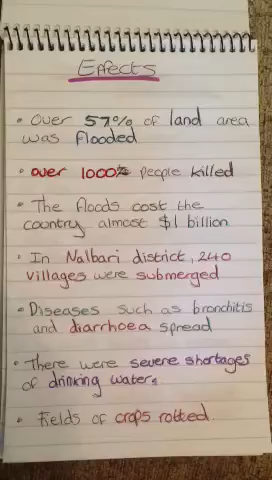 Effects
• Over 57% of land area
was flooded
• over 1000 people killed
• The floods cost the
country almost $1 billion
• In Nalbari district, 240
villages were submerged
• Diseases such as bronchitis
and diarrhoea spread
• There were severe shortages
of drinking water.
• Fields of crops rotted